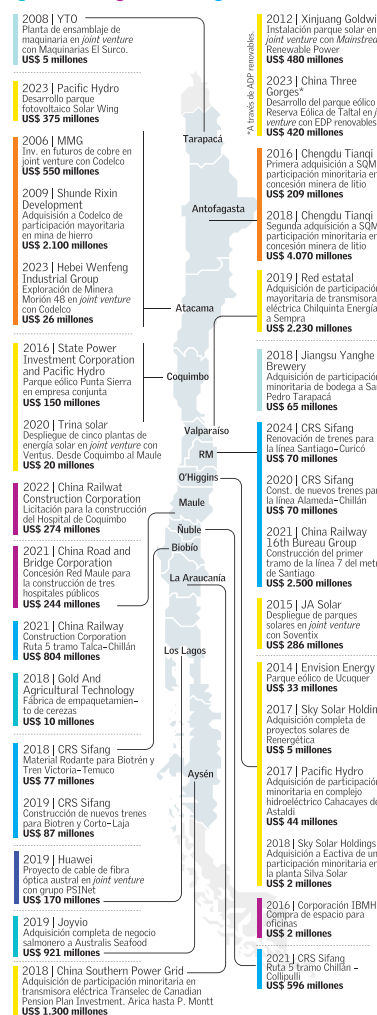 2008 | YTO
Planta de ensamblaje de
maquinaria en joint venture
con Maquinarias El Surco.
US$ 5 millones
2023 | Pacific Hydro
Desarrollo parque
fotovoltaico Solar Wing
US$ 375 millones
2006 | MMG
Inv. en futuros de cobre en
joint venture con Codelco
US$ 550 millones
2009 | Shunde Rixin
Development
Adquisición a Codelco de
participación mayoritaria
en mina de hierro
US$ 2.100 millones
2023 | Hebei Wenfeng
Industrial Group
Exploración de Minera
Morión 48 en joint venture
con Codelco
US$ 26 millones
2016 | State Power
Investment Corporation
and Pacific Hydro
Parque eólico Punta Sierra
en empresa conjunta
US$ 150 millones
2020 | Trina solar
Despliegue de cinco plantas de
energía solar en joint venture con
Ventus. Desde Coquimbo al Maule
US$ 20 millones
2022 | China Railwat
Construction Corporation
Licitación para la construcción
del Hospital de Coquimbo
US$ 274 millones
2021 | China Road and
Bridge Corporation
Concesión Red Maule para
la construcción de tres
hospitales públicos
US$ 244 millones
2021 | China Railway
Construction Corporation
Ruta 5 tramo Talca-Chillán
US$ 804 millones
2018 | Gold And
Agricultural Technology
Fábrica de empaquetamien-
to de cerezas
US$ 10 millones
2018 | CRS Sifang
Material Rodante para Biotrén y
Tren Victoria-Temuco
US$ 77 millones
2019 | CRS Sifang
Construcción de nuevos trenes
para Biotren y Corto-Laja
US$ 87 millones
2019 | Huawei
Proyecto de cable de fibra
óptica austral en joint venture
con grupo PSINet
US$ 170 millones
2019 | Joyvio
Adquisición completa de negocio
salmonero a Australis Seafood
US$ 921 millones
2018 | China Southern Power Grid
Adquisición de participación minoritaria en
transmisora eléctrica Transelec de Canadian
Pension Plan Investment. Arica hasta P. Montt
US$ 1.300 millones
Tarapacá
Antofagasta
Atacama
Coquimbo
Valparaíso
RM
O'Higgins
Maule
Ñuble
Biobío
La Araucanía
Los Lagos
Aysén
*A través de ADP renovables.
2012 | Xinjuang Goldwi
Instalación parque solar en
joint venture con Mainstrea
Renewable Power
US$ 480 millones
2023 | China Three
Gorges*
Desarrollo del parque eólico
Reserva Eólica de Taltal en j
venture con EDP renovables
US$ 420 millones
2016 | Chengdu Tianqi
Primera adquisición a SQM
participación minoritaria en
concesión minera de litio
US$ 209 millones
2018 | Chengdu Tianqi
Segunda adquisición a SQM
participación minoritaria en
concesión minera de litio
US$ 4.070 millones
2019 | Red estatal
Adquisición de participació
mayoritaria de transmisora
eléctrica Chilquinta Energía
a Sempra
US$ 2.230 millones
2018 | Jiangsu Yanghe
Brewery
Adquisición de participació
minoritaria de bodega a Sa
Pedro Tarapacá
US$ 65 millones
2024 | CRS Sifang
Renovación de trenes para
la línea Santiago-Curicó
US$ 70 millones
2020 | CRS Sifang
Const. de nuevos trenes par
la línea Alameda-Chillán
US$ 70 millones
2021 | China Railway
16th Bureau Group
Construcción del primer
tramo de la línea 7 del met
de Santiago
US$ 2.500 millones
2015 | JA Solar
Despliegue de parques
solares en joint venture
con Soventix
US$ 286 millones
2014 | Envision Energy
Parque eólico de Ucuquer
US$ 33 millones
2017 | Sky Solar Holdin
Adquisición completa de
proyectos solares de
Renergética
US$ 5 millones
2017 | Pacific Hydro
Adquisición de participació
minoritaria en complejo
hidroeléctrico Cahacayes d
Astaldi
US$ 44 millones
2018 | Sky Solar Holdings
Adquisición a Eactiva de un
participación minoritaria en
la planta Silva Solar
US$ 2 millones
2016 | Corporación IBMH
Compra de espacio para
oficinas
US$ 2 millones
2021 | CRS Sifang
Ruta 5 tramo Chillán -
Collipulli
US$ 596 millones